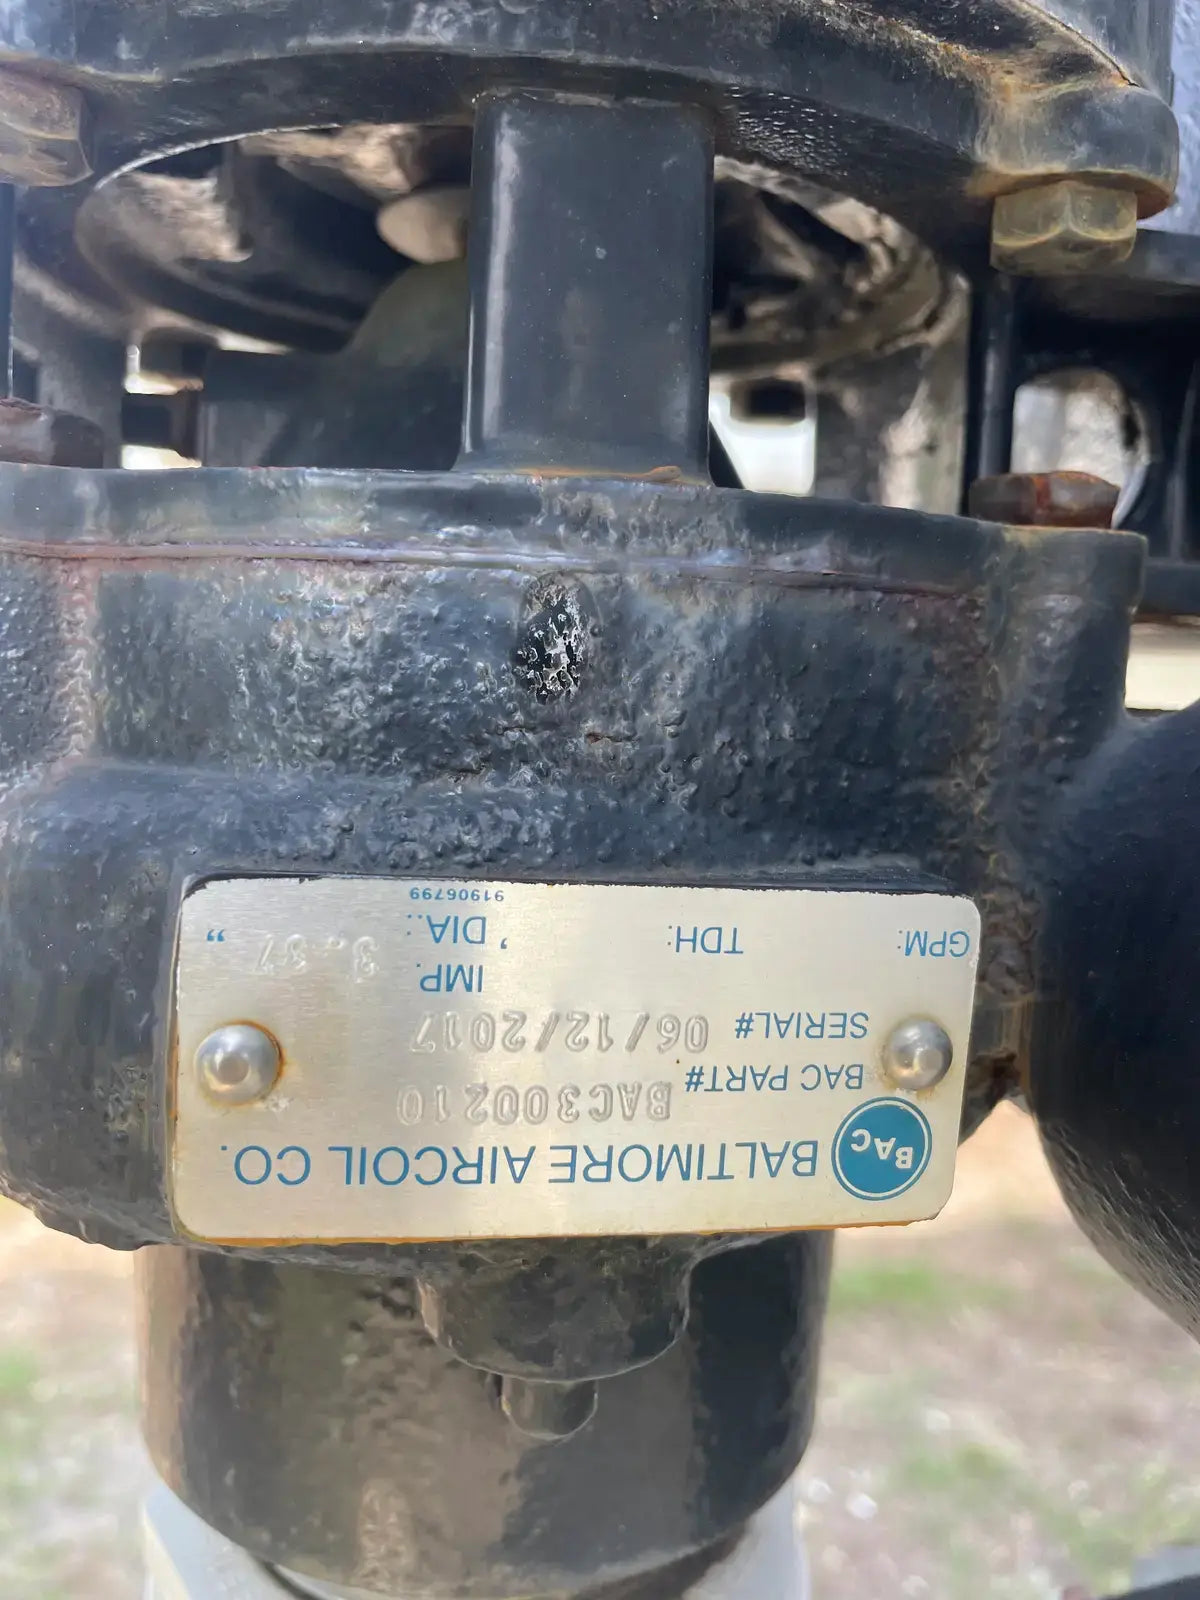 BAC BALTIMORE AIRCOIL CO.
BAC PART# BAC300210
SERIAL# 06/12/2017
IMP.
GPM: TDH: ' DIA.: 3.37 "
91906799